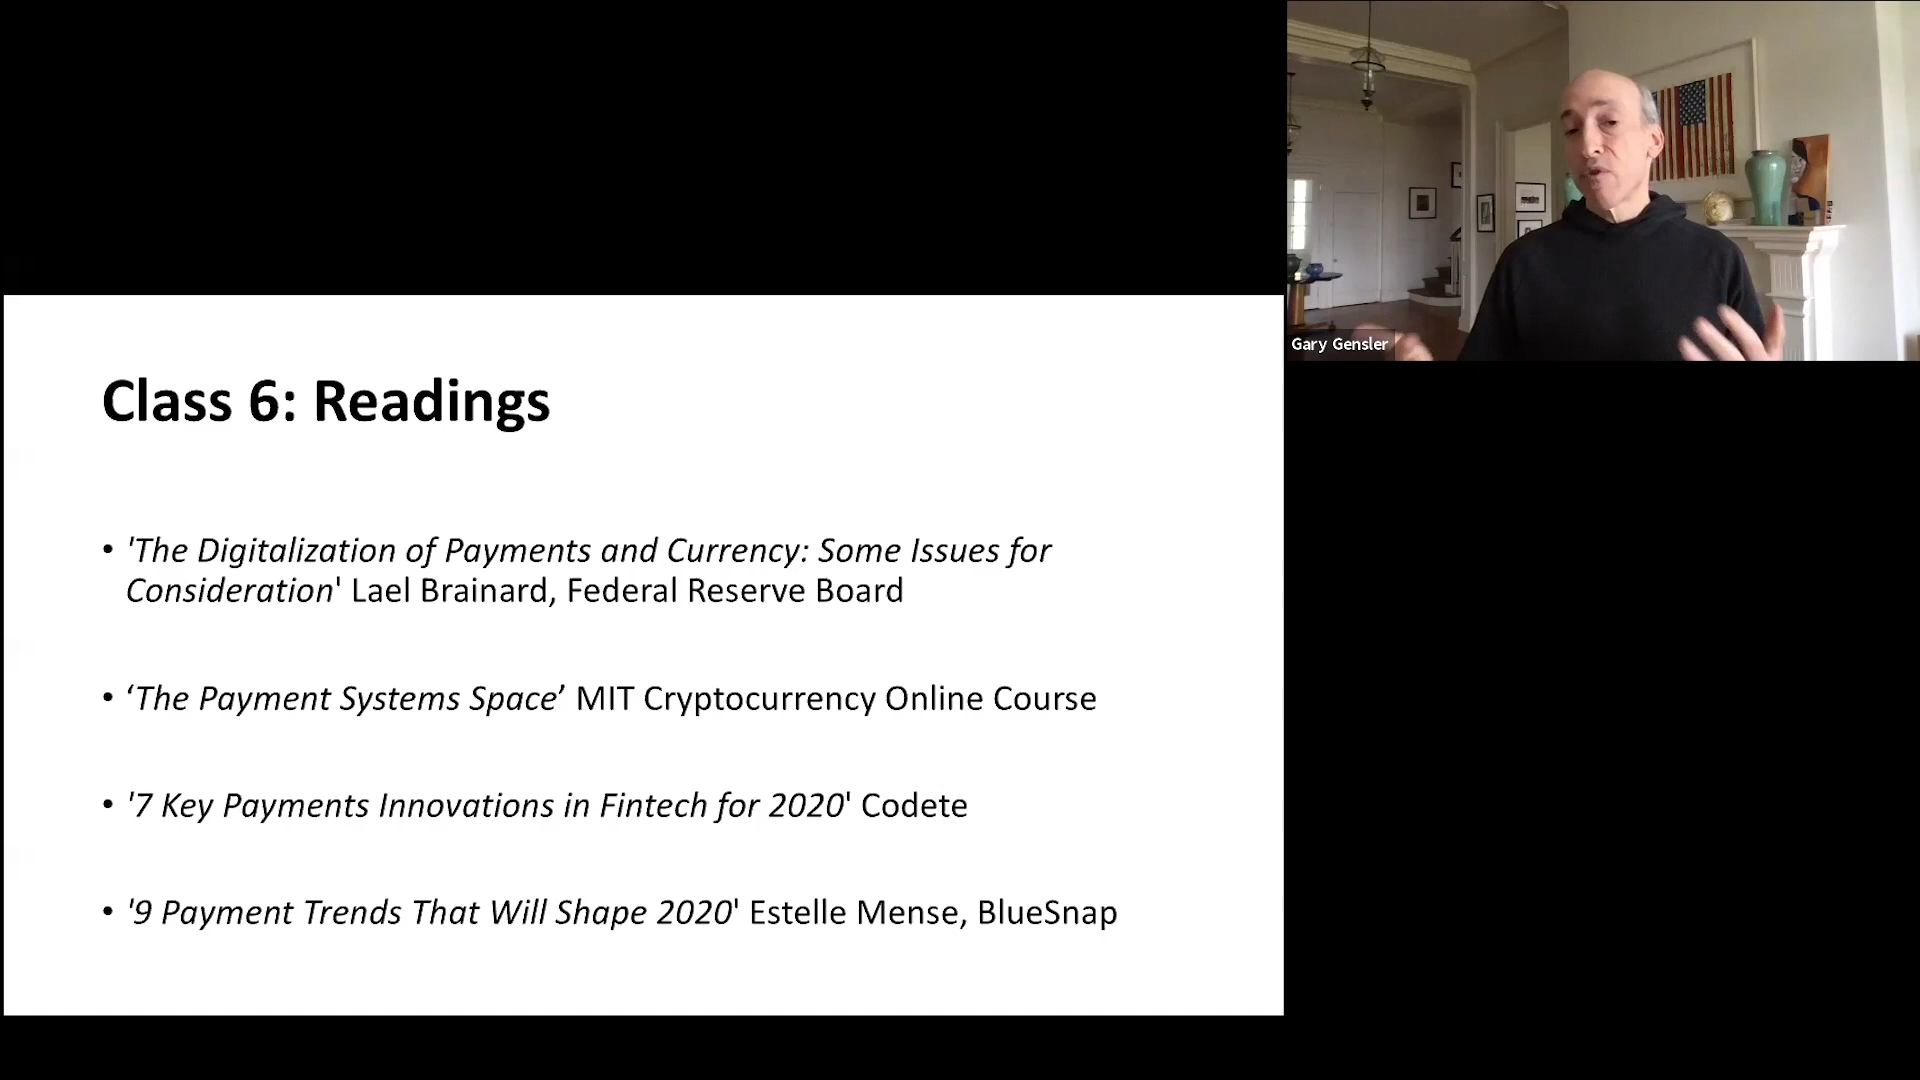 Gary Gensler
Class 6: Readings
• 'The Digitalization of Payments and Currency: Some Issues for
Consideration' Lael Brainard, Federal Reserve Board
• ‘The Payment Systems Space’ MIT Cryptocurrency Online Course
• '7 Key Payments Innovations in Fintech for 2020' Codete
• '9 Payment Trends That Will Shape 2020' Estelle Mense, BlueSnap